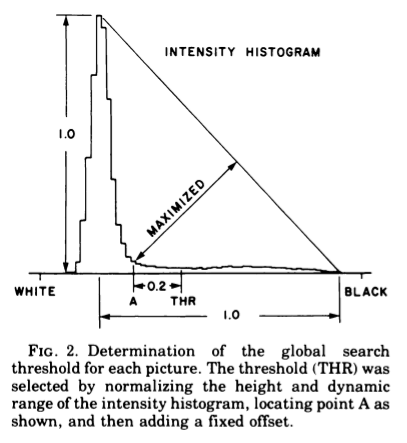 INTENSITY HISTOGRAM
1.0
MAXIMIZED
0.2
WHITE
A
THR
BLACK
1.0
FIG. 2. Determination of the global search
threshold for each picture. The threshold (THR) was
selected by normalizing the height and dynamic
range of the intensity histogram, locating point A as
shown, and then adding a fixed offset.